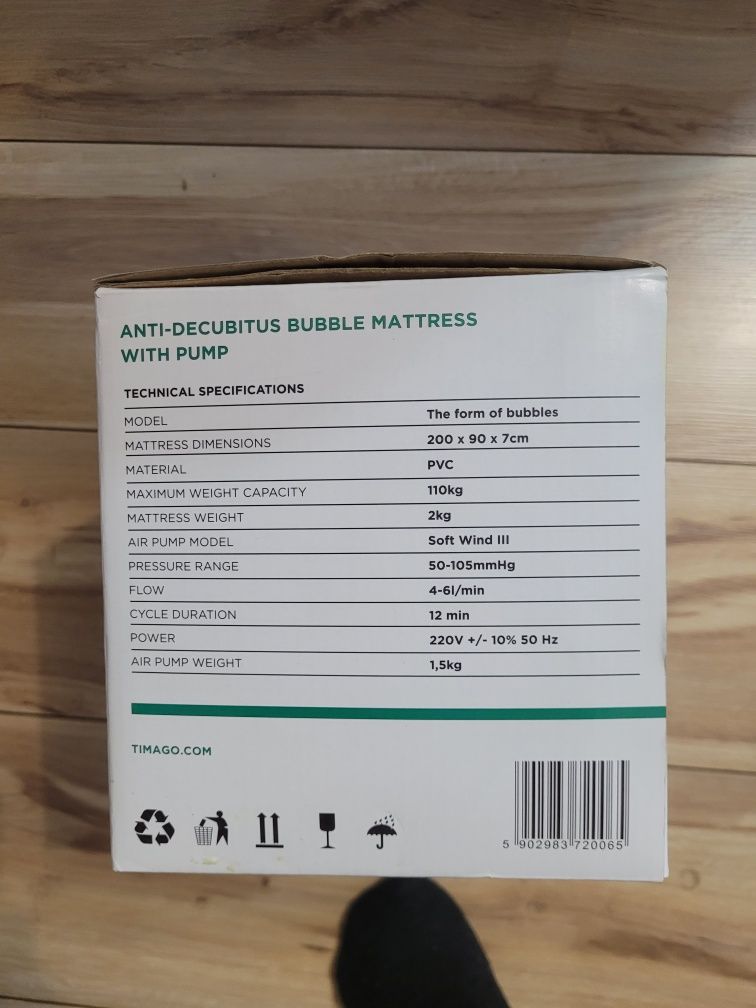 ANTI-DECUBITUS BUBBLE MATTRESS
WITH PUMP
TECHNICAL SPECIFICATIONS
MODEL The form of bubbles
MATTRESS DIMENSIONS 200 x 90 x 7cm
MATERIAL PVC
MAXIMUM WEIGHT CAPACITY 110kg
MATTRESS WEIGHT 2kg
AIR PUMP MODEL Soft Wind III
PRESSURE RANGE 50-105mmHg
FLOW 4-6l/min
CYCLE DURATION 12 min
POWER 220V +/- 10% 50 Hz
AIR PUMP WEIGHT 1,5kg
TIMAGO.COM
5 902983 720065